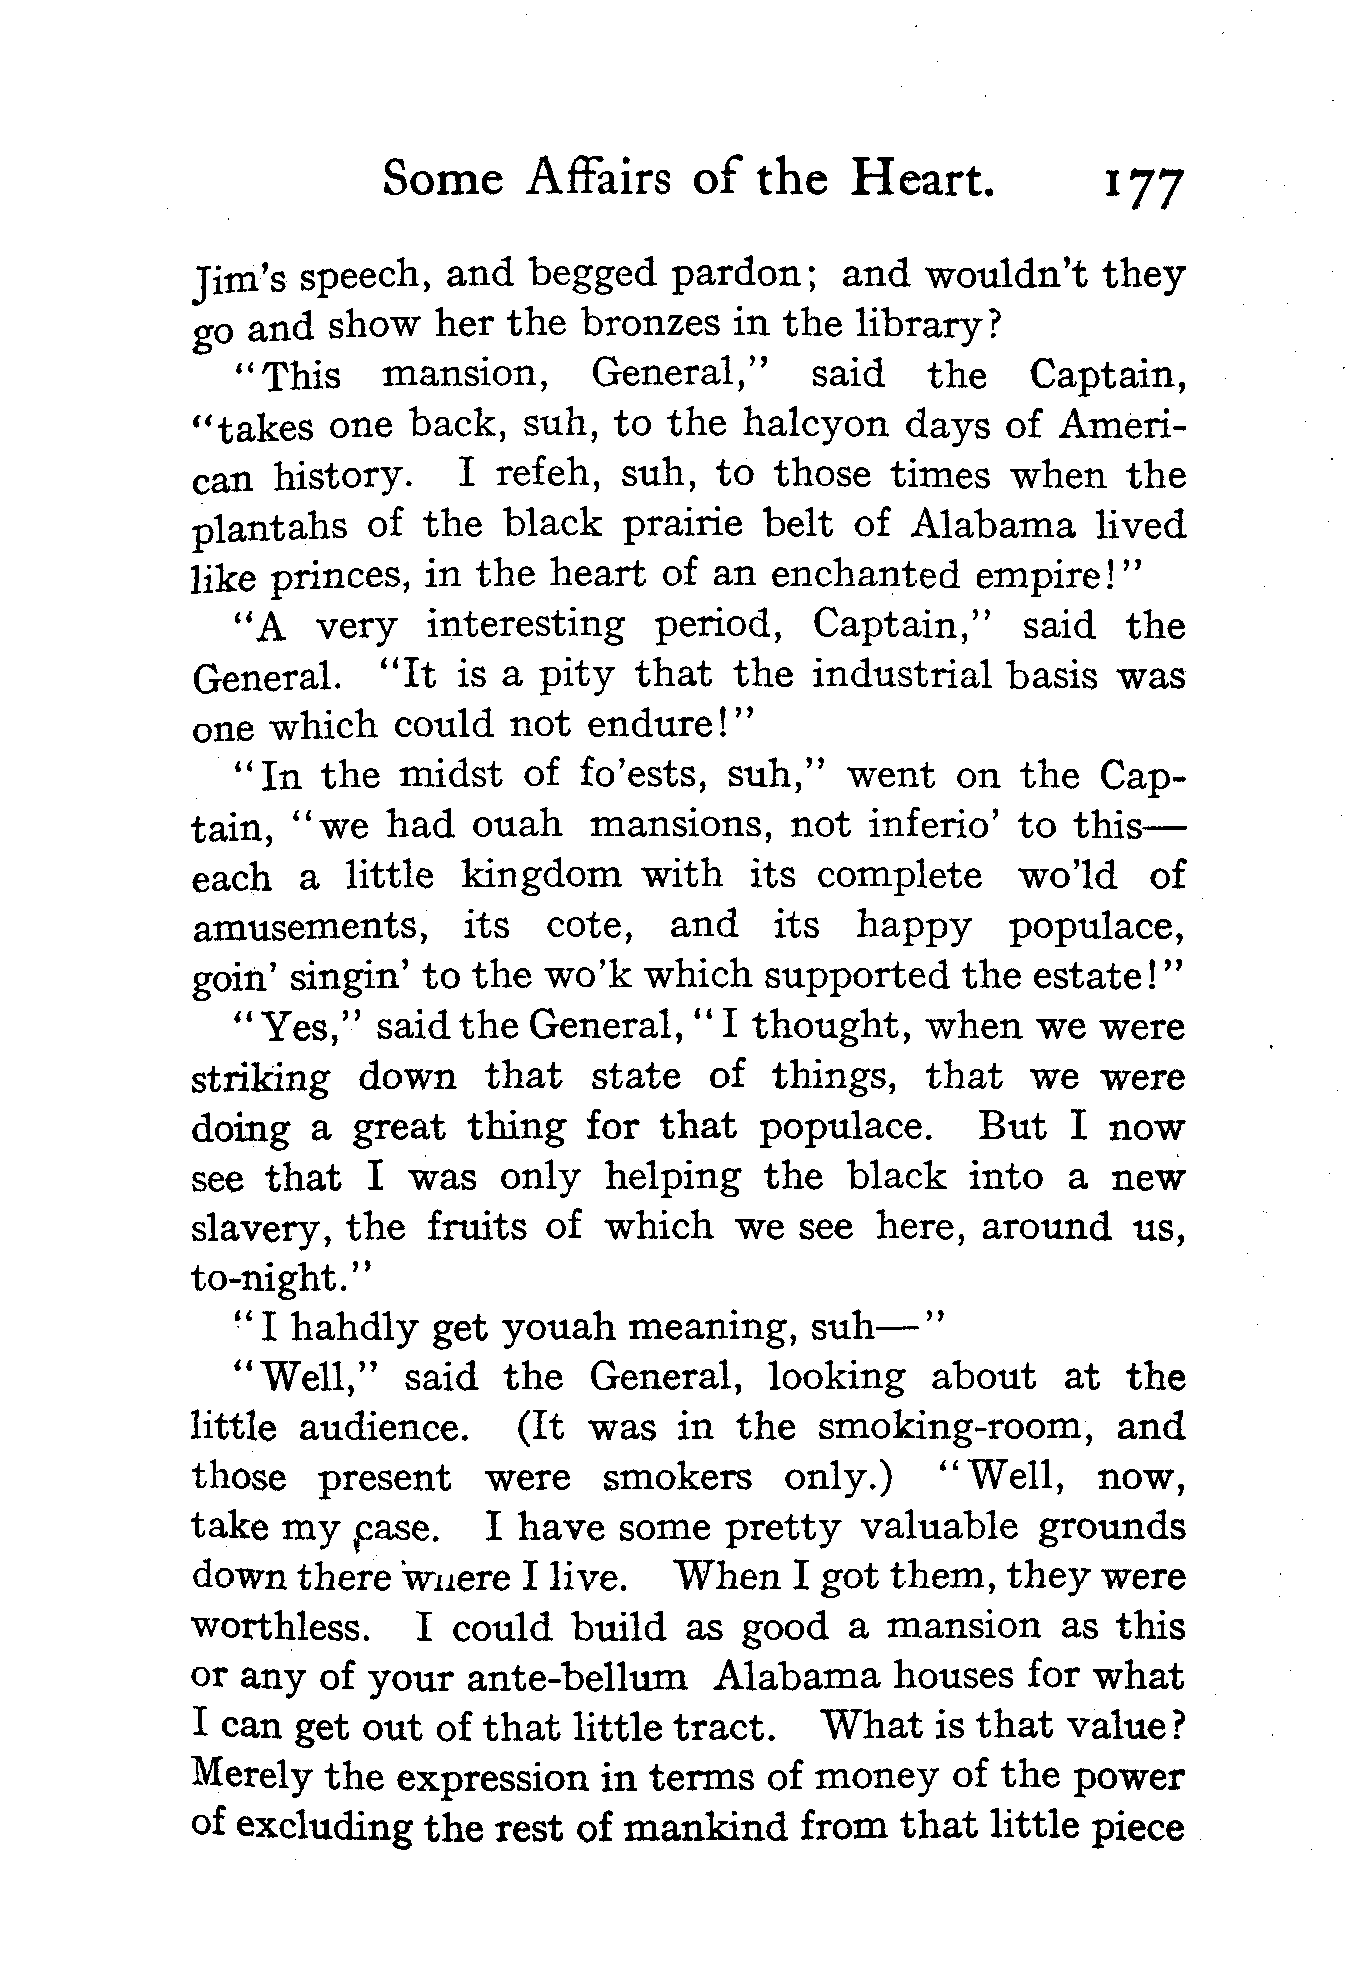 Some Affairs of the Heart. 177
Jim's speech, and begged pardon; and wouldn't they
go and show her the bronzes in the library?
"This mansion, General," said the Captain,
"takes one back, suh, to the halcyon days of Ameri-
can history. I refeh, suh, to those times when the
plantahs of the black prairie belt of Alabama lived
like princes, in the heart of an enchanted empire!"
"A very interesting period, Captain," said the
General. "It is a pity that the industrial basis was
one which could not endure!"
"In the midst of fo'ests, suh," went on the Cap-
tain, "we had ouah mansions, not inferio' to this—
each a little kingdom with its complete wo'ld of
amusements, its cote, and its happy populace,
goin' singin' to the wo'k which supported the estate!"
"Yes," said the General, "I thought, when we were
striking down that state of things, that we were
doing a great thing for that populace. But I now
see that I was only helping the black into a new
slavery, the fruits of which we see here, around us,
to-night."
"I hahdly get youah meaning, suh—"
"Well," said the General, looking about at the
little audience. (It was in the smoking-room, and
those present were smokers only.) "Well, now,
take my case. I have some pretty valuable grounds
down there where I live. When I got them, they were
worthless. I could build as good a mansion as this
or any of your ante-bellum Alabama houses for what
I can get out of that little tract. What is that value?
Merely the expression in terms of money of the power
of excluding the rest of mankind from that little piece